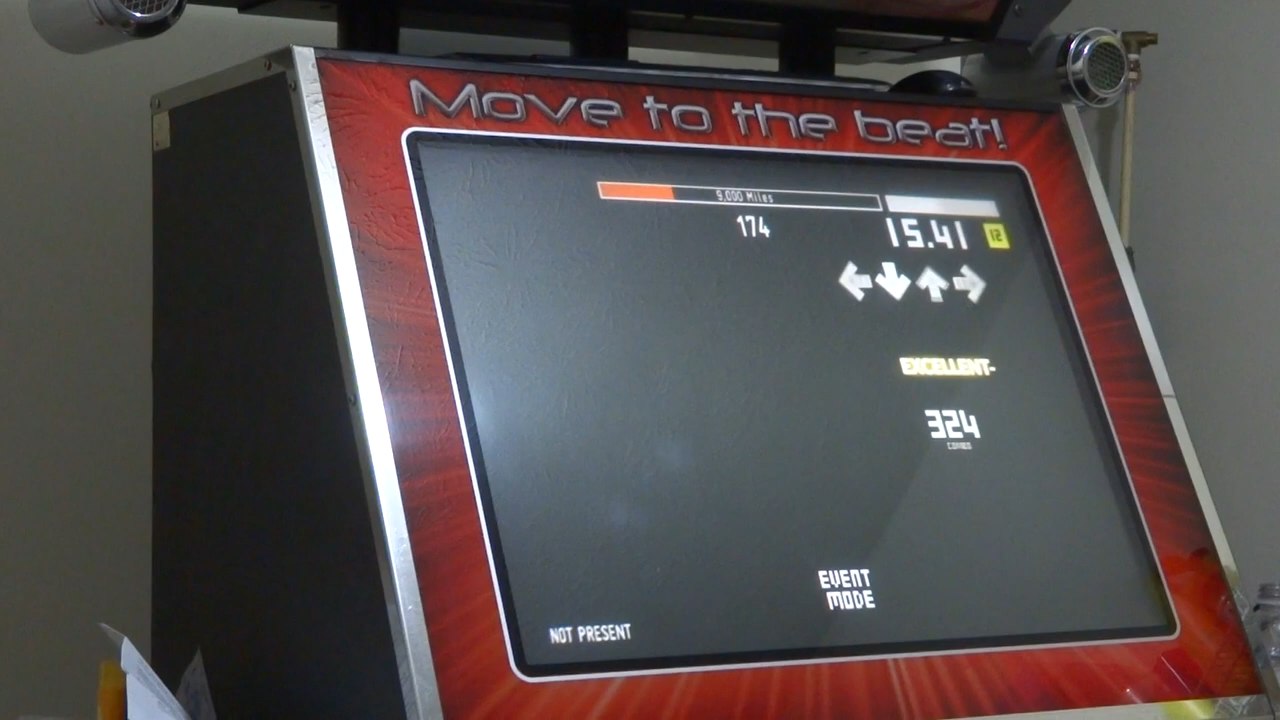 Move to the beat!
9,000 Miles
174
15.41
12
EXCELLENT-
324
COMBO
EVENT
MODE
NOT PRESENT